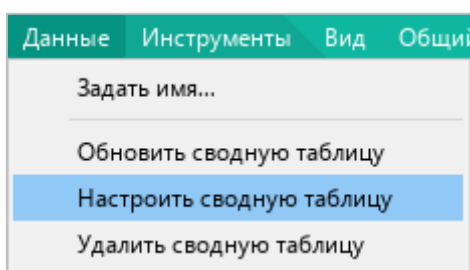 Данные Инструменты Вид Общий
Задать имя...
Обновить сводную таблицу
Настроить сводную таблицу
Удалить сводную таблицу